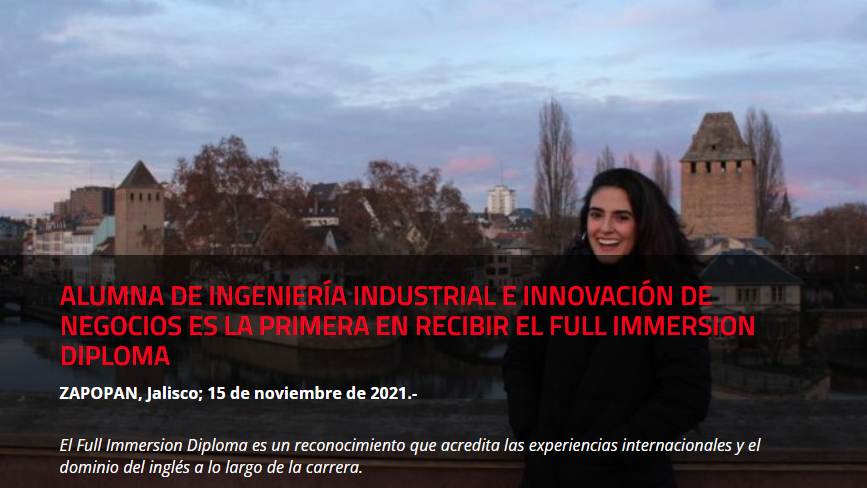 ALUMNA DE INGENIERÍA INDUSTRIAL E INNOVACIÓN DE
NEGOCIOS ES LA PRIMERA EN RECIBIR EL FULL IMMERSION
DIPLOMA
ZAPOPAN, Jalisco; 15 de noviembre de 2021.-
El Full Immersion Diploma es un reconocimiento que acredita las experiencias internacionales y el
dominio del inglés a lo largo de la carrera.